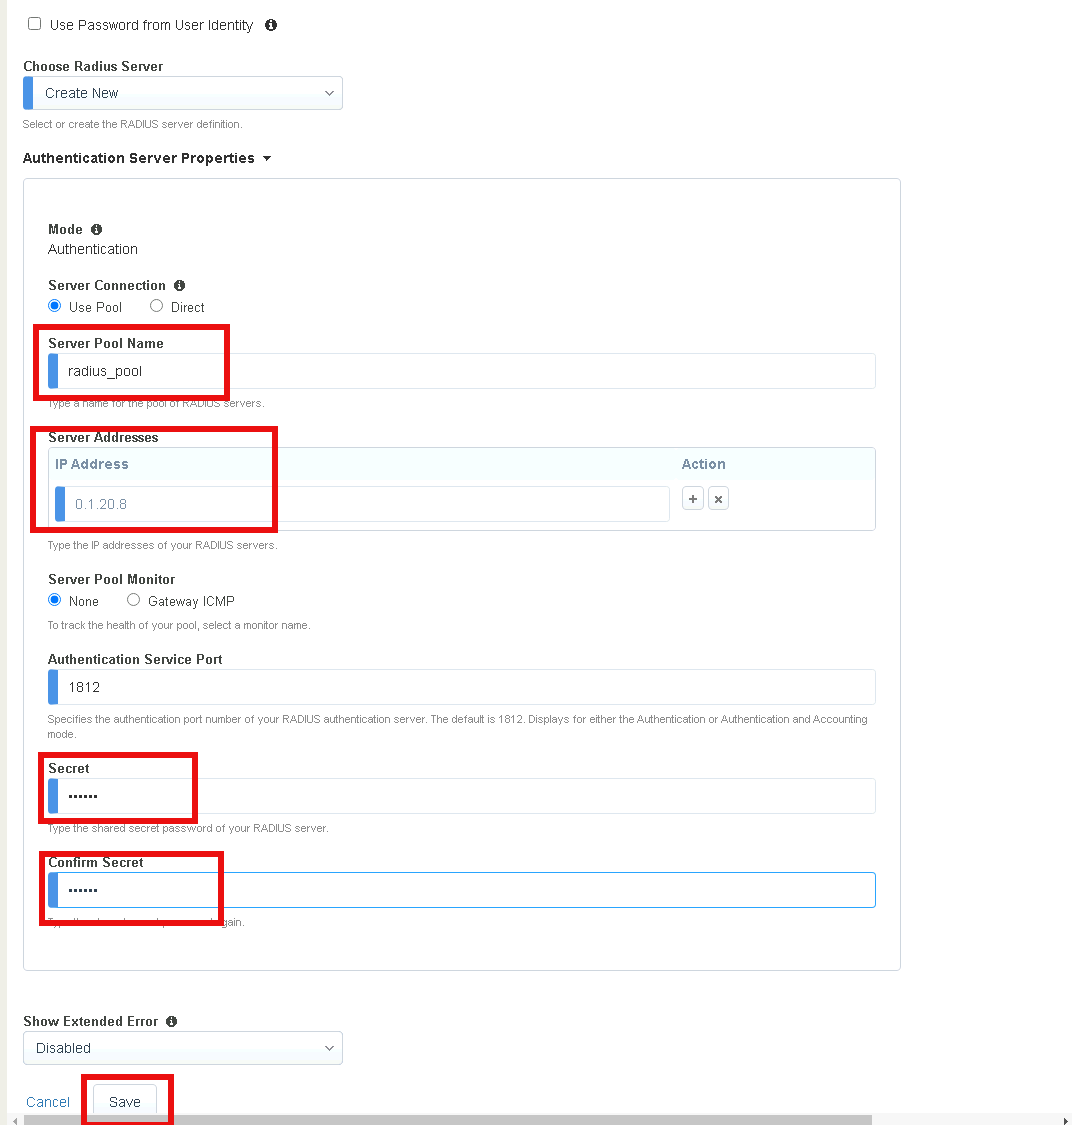 Use Password from User Identity
Choose Radius Server
Create New
Select or create the RADIUS server definition.
Authentication Server Properties
Mode
Authentication
Server Connection
Use Pool Direct
Server Pool Name
radius_pool
Type a name for the pool of RADIUS servers.
Server Addresses
IP Address Action
0.1.20.8
Type the IP addresses of your RADIUS servers.
Server Pool Monitor
None Gateway ICMP
To track the health of your pool, select a monitor name.
Authentication Service Port
1812
Specifies the authentication port number of your RADIUS authentication server. The default is 1812. Displays for either the Authentication or Authentication and Accounting
mode.
Secret
••••••
Type the shared secret password of your RADIUS server.
Confirm Secret
••••••
again.
Show Extended Error
Disabled
Cancel Save